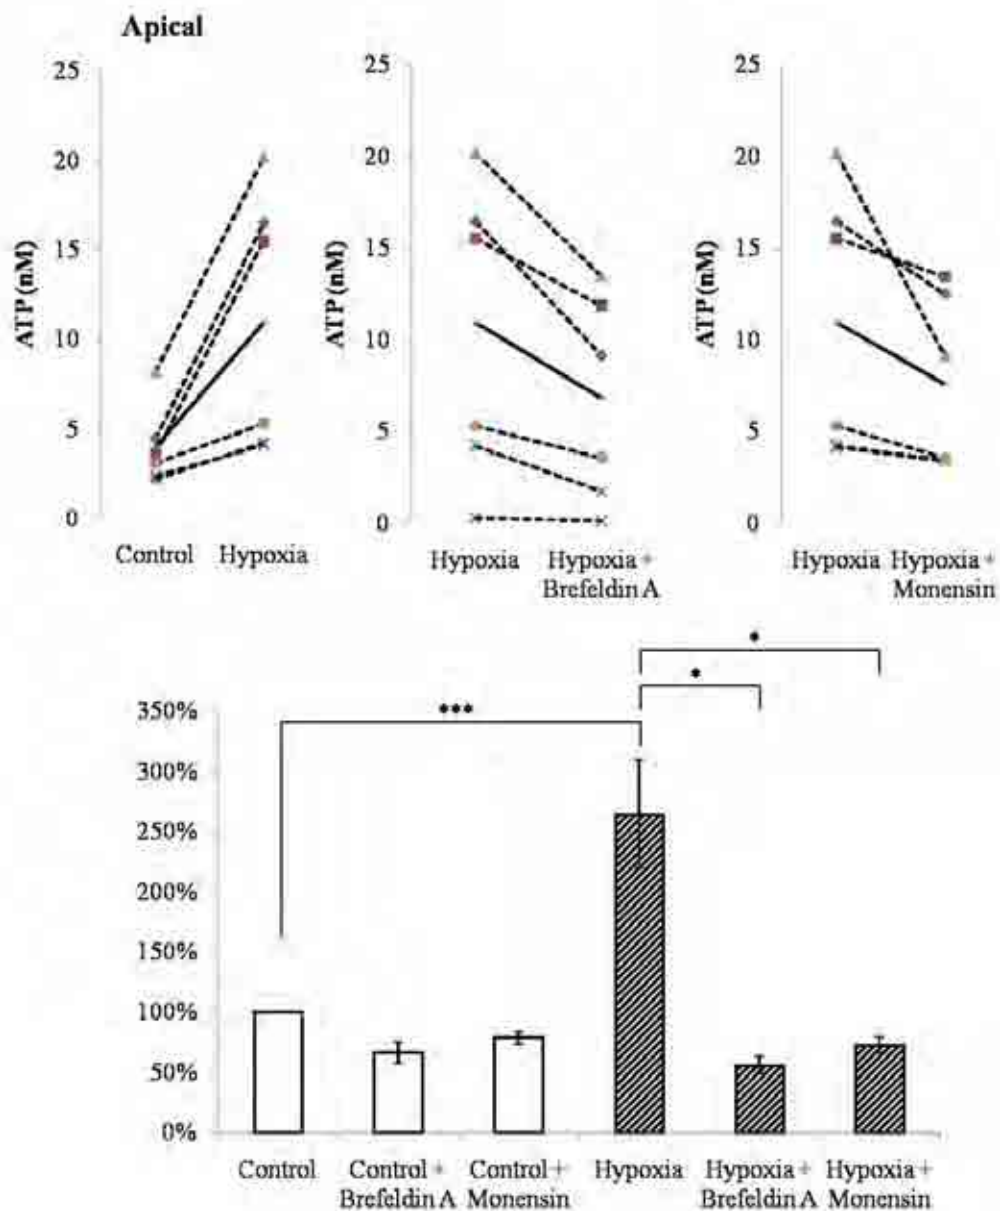 Apical
ATP (nM)
25
20
15
10
5
0
Control Hypoxia
ATP (nM)
25
20
15
10
5
0
Hypoxia Hypoxia +
Brefeldin A
ATP (nM)
25
20
15
10
5
0
Hypoxia Hypoxia +
Monensin
*
*
***
350%
300%
250%
200%
150%
100%
50%
0%
Control Control + Control + Hypoxia Hypoxia + Hypoxia +
Brefeldin A Monensin Brefeldin A Monensin